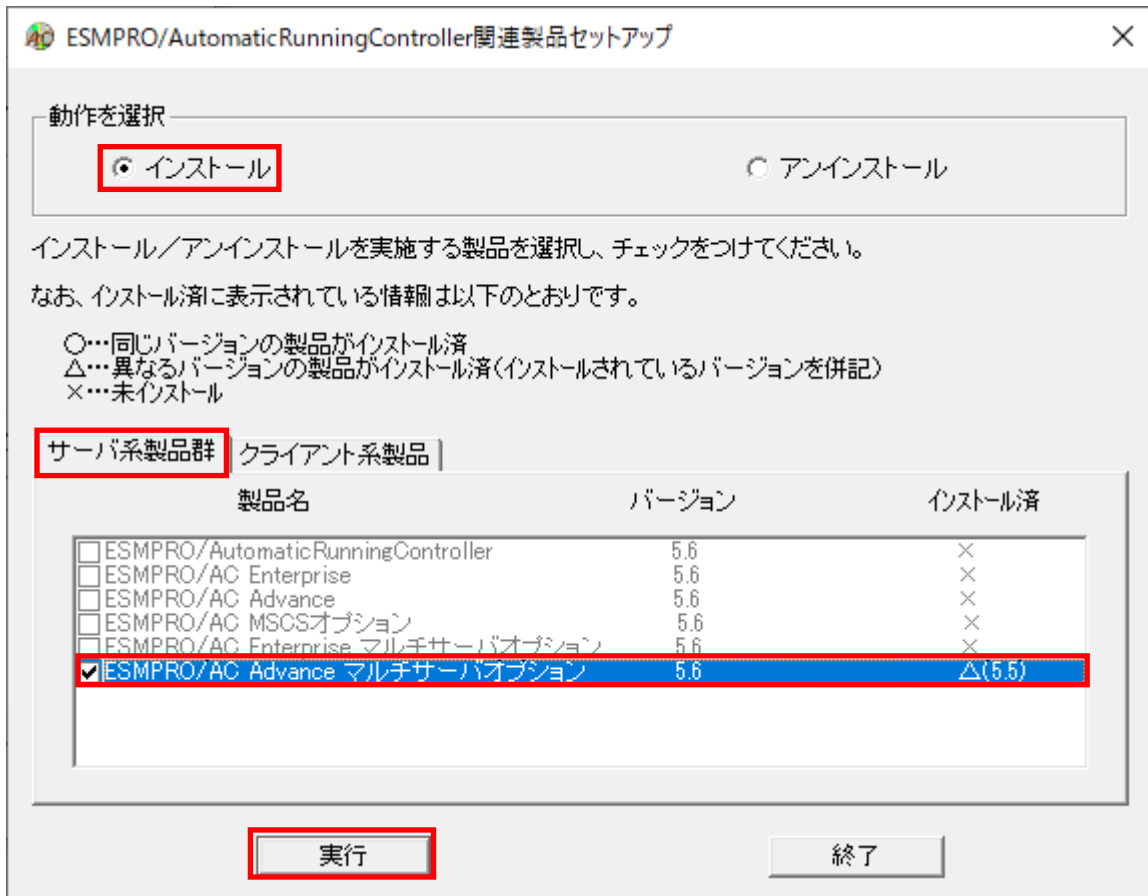 ESMPRO/AutomaticRunningController関連製品セットアップ
動作を選択
インストール
アンインストール
インストール/アンインストールを実施する製品を選択し、チェックをつけてください。
なお、インストール済に表示されている情報は以下のとおりです。
○…同じバージョンの製品がインストール済
△…異なるバージョンの製品がインストール済(インストールされているバージョンを併記)
×…未インストール
サーバ系製品群 クライアント系製品
製品名 バージョン インストール済
ESMPRO/AutomaticRunningController 5.6 ×
ESMPRO/AC Enterprise 5.6 ×
ESMPRO/AC Advance 5.6 ×
ESMPRO/AC MSCSオプション 5.6 ×
ESMPRO/AC Enterprise マルチサーバオプション 5.6 ×
ESMPRO/AC Advance マルチサーバオプション 5.6 △(5.5)
実行 終了